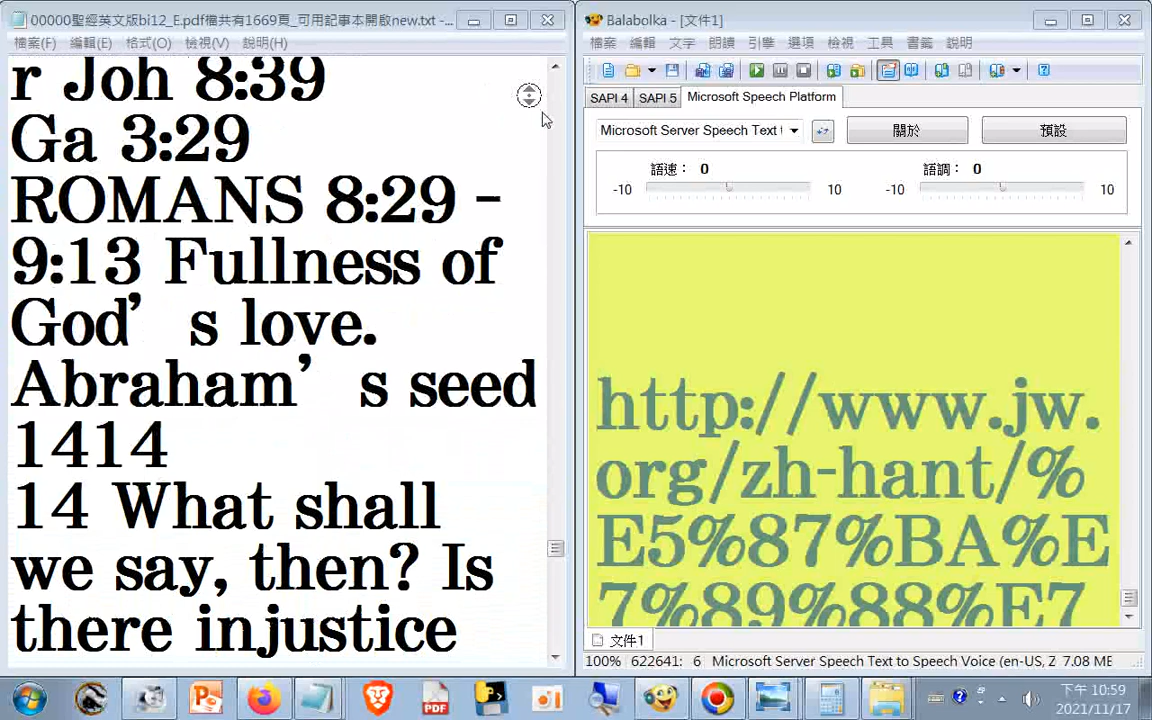 00000聖經英文版bi12_E.pdf檔共有1669頁_可用記事本開啟new.txt -...
檔案(F) 編輯(E) 格式(O) 檢視(V) 說明(H)
r Joh 8:39
Ga 3:29
ROMANS 8:29 -
9:13 Fullness of
God’s love.
Abraham’s seed
1414
14 What shall
we say, then? Is
there injustice
Balabolka - [文件1]
檔案 編輯 文字 朗讀 引擎 選項 檢視 工具 書籤 說明
SAPI 4 SAPI 5 Microsoft Speech Platform
Microsoft Server Speech Text 關於 預設
語速： 0 語調： 0
-10 10 -10 10
http://www.jw.
org/zh-hant/%
E5%87%BA%E
7%89%88%E7
文件1
100% 622641: 6 Microsoft Server Speech Text to Speech Voice (en-US, Z 7.08 ME
PDF
下午 10:59
2021/11/17